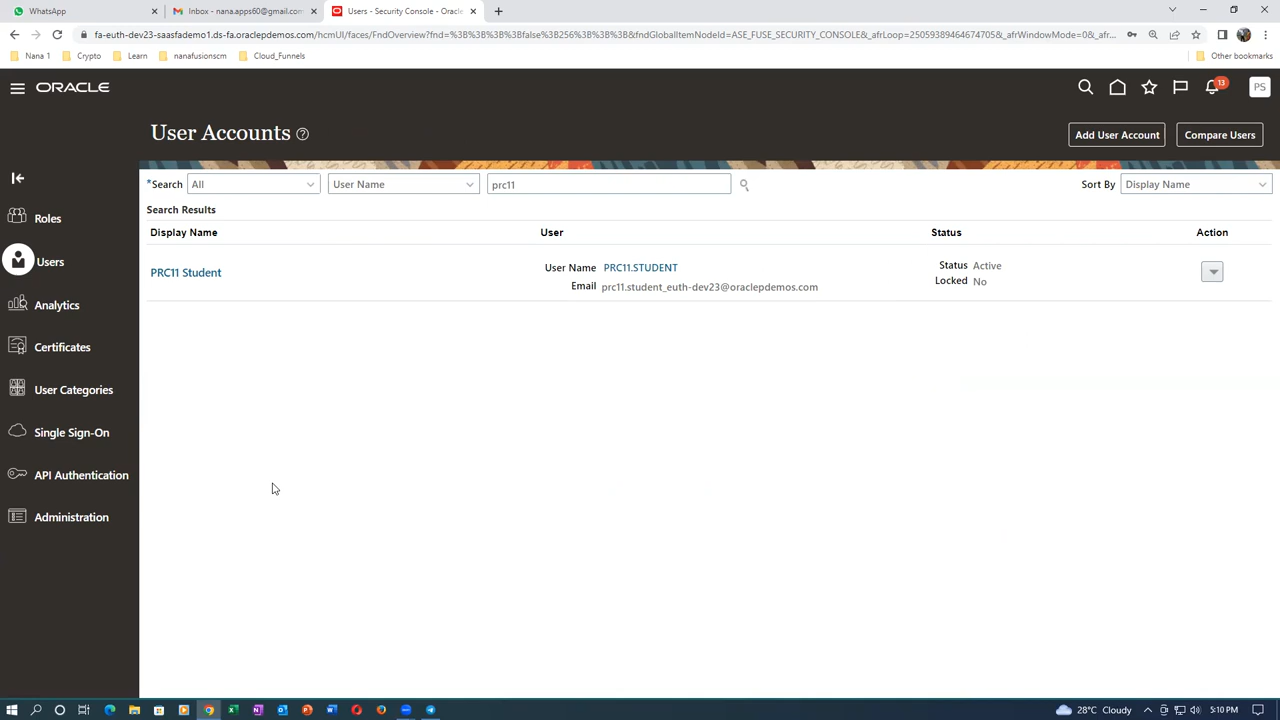 WhatsApp
Inbox - nana.apps60@gmail.com
Users - Security Console - Oracle
fa-euth-dev23-saasfademo1.ds-fa.oraclepdemos.com/hcmUI/faces/FndOverview?fnd=%3B%3B%3B%3Bfalse%3B256%3B%3B%3B&fndGlobalItemNodeId=ASE_FUSE_SECURITY_CONSOLE&_afrLoop=25059389464674705&_afrWindowMode=0&_afr...
Nana 1
Crypto
Learn
nanafusionscm
Cloud_Funnels
Other bookmarks
ORACLE
13
PS
User Accounts
Add User Account
Compare Users
*Search
All
User Name
prc11
Sort By
Display Name
Search Results
Display Name
User
Status
Action
PRC11 Student
User Name PRC11.STUDENT
Email prc11.student_euth-dev23@oraclepdemos.com
Status Active
Locked No
Roles
Users
Analytics
Certificates
User Categories
Single Sign-On
API Authentication
Administration
28°C Cloudy
5:10 PM